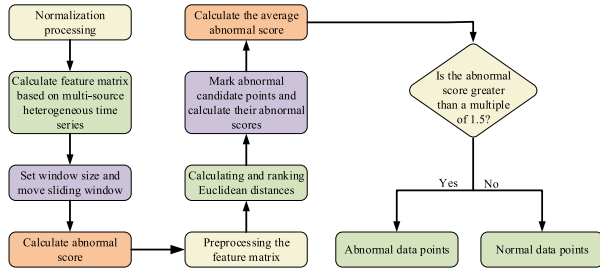 Normalization
processing
Calculate feature matrix
based on multi-source
heterogeneous time
series
Set window size and
move sliding window
Calculate abnormal
score
Preprocessing the
feature matrix
Calculating and ranking
Euclidean distances
Mark abnormal
candidate points and
calculate their abnormal
scores
Calculate the average
abnormal score
Is the abnormal
score greater
than a multiple
of 1.5?
Yes
No
Abnormal data points
Normal data points